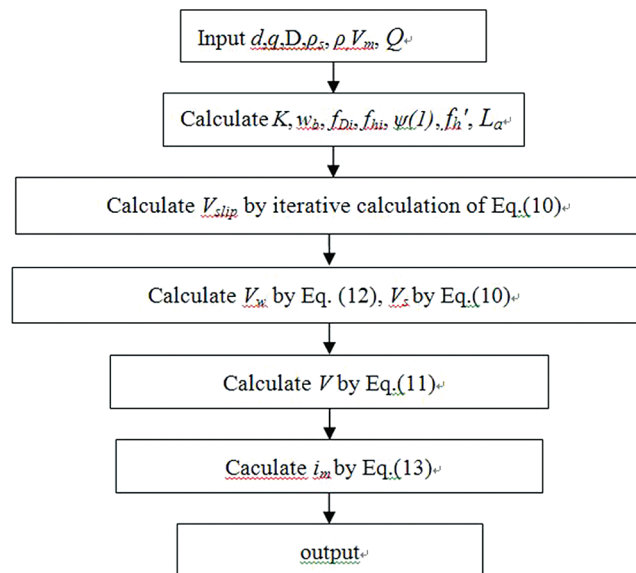 Input d,q,D,ρs, ρ,Vm, Q
Calculate K, wb, fDi, fhi, ψ(1), fh', Lα
Calculate Vslip by iterative calculation of Eq.(10)
Calculate Vw by Eq. (12), Vs by Eq.(10)
Calculate V by Eq.(11)
Caculate im by Eq.(13)
output